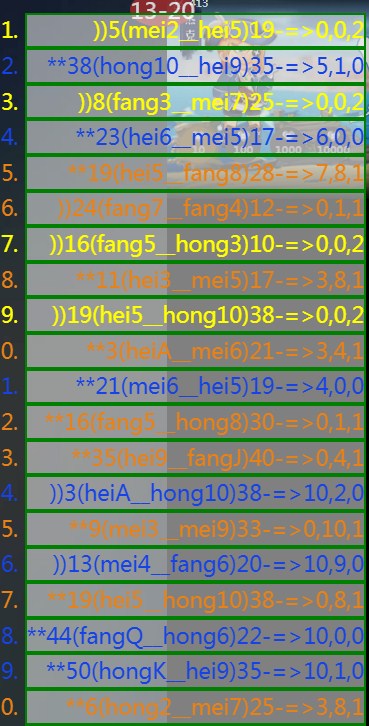 413
13-20
1. ))5(mei2__hei5)19-=>0,0,2
2. **38(hong10__hei9)35-=>5,1,0
3. ))8(fang3__mei7)25-=>0,0,2
4. **23(hei6__mei5)17-=>6,0,0
5. **19(hei5__fang8)28-=>7,8,1
6. ))24(fang7__fang4)12-=>0,1,1
7. ))16(fang5__hong3)10-=>0,0,2
8. **11(hei3__mei5)17-=>3,8,1
9. ))19(hei5__hong10)38-=>0,0,2
0. **3(heiA__mei6)21-=>3,4,1
1. **21(mei6__hei5)19-=>4,0,0
2. **16(fang5__hong8)30-=>0,1,1
3. **35(hei9__fangJ)40-=>0,4,1
4. ))3(heiA__hong10)38-=>10,2,0
5. **9(mei3__mei9)33-=>0,10,1
6. ))13(mei4__fang6)20-=>10,9,0
7. **19(hei5__hong10)38-=>0,8,1
8. **44(fangQ__hong6)22-=>10,0,0
9. **50(hongK__hei9)35-=>10,1,0
0. **6(hong2__mei7)25-=>3,8,1